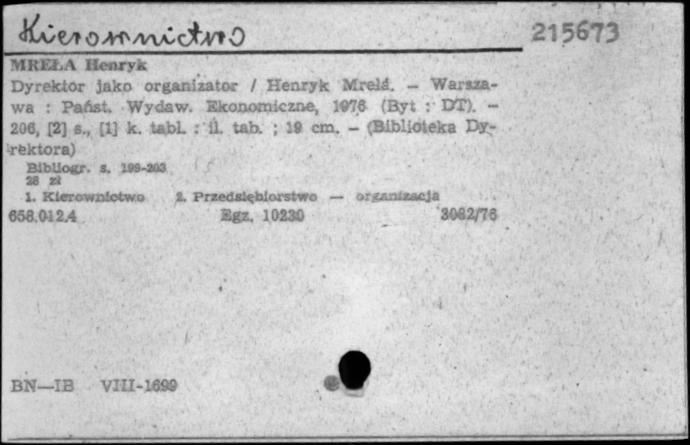 Kierownictwo
215673
MREŁA Henryk
Dyrektor jako organizator / Henryk Mreła. — Warsza-
wa : Państ. Wydaw. Ekonomiczne, 1976 (Byt : DT). —
206, [2] s., [1] k. tabl. : il. tab. ; 19 cm. — (Biblioteka Dy-
rektora)
Bibliogr. s. 199-203
28 zł
1. Kierownictwo 2. Przedsiębiorstwo — organizacja
658.012.4 Egz. 10230 3082/76
BN—IB VIII-1699